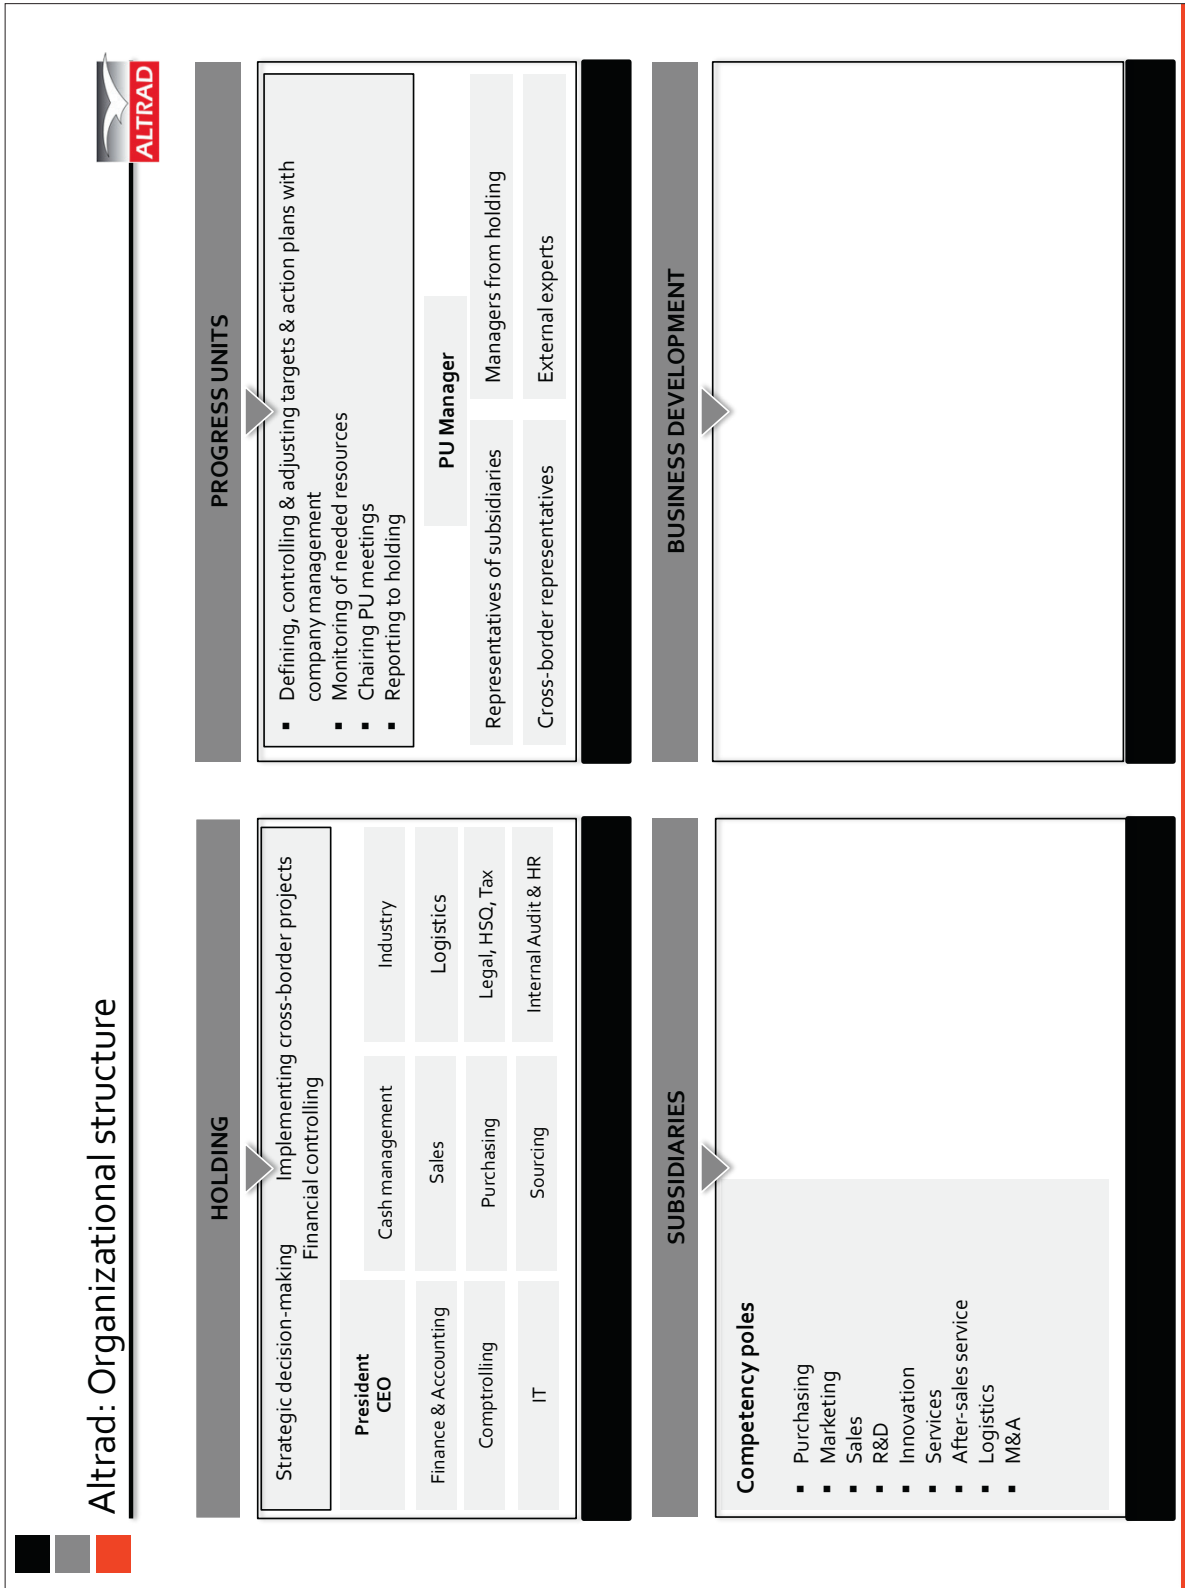 Altrad: Organizational structure
ALTRAD
HOLDING
Strategic decision-making
Implementing cross-border projects
Financial controlling
President
CEO
Cash management
Industry
Finance & Accounting
Sales
Logistics
Comptrolling
Purchasing
Legal, HSQ, Tax
IT
Sourcing
Internal Audit & HR
PROGRESS UNITS
▪ Defining, controlling & adjusting targets & action plans with
company management
▪ Monitoring of needed resources
▪ Chairing PU meetings
▪ Reporting to holding
PU Manager
Representatives of subsidiaries
Managers from holding
Cross-border representatives
External experts
SUBSIDIARIES
Competency poles
▪ Purchasing
▪ Marketing
▪ Sales
▪ R&D
▪ Innovation
▪ Services
▪ After-sales service
▪ Logistics
▪ M&A
BUSINESS DEVELOPMENT